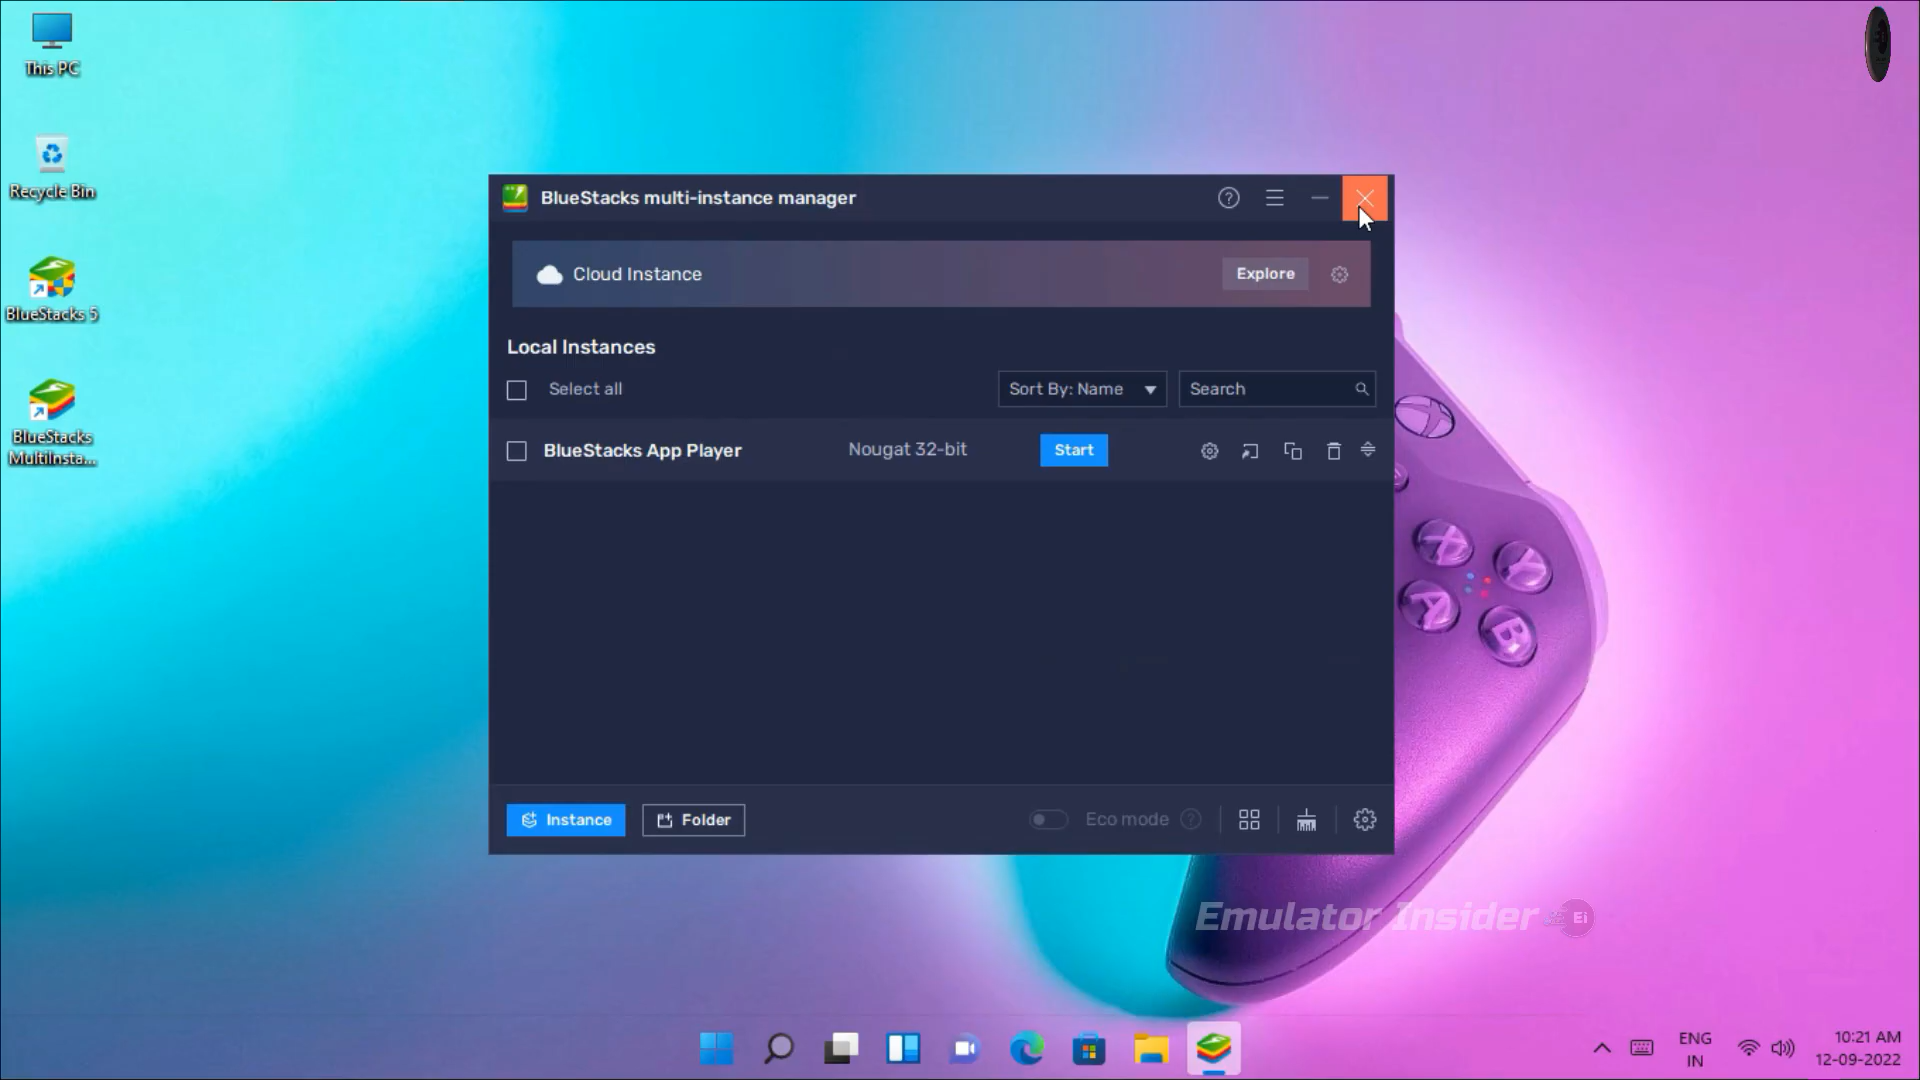 This PC
Recycle Bin
BlueStacks 5
BlueStacks
MultiInsta...
BlueStacks multi-instance manager
Cloud Instance
Explore
Local Instances
Select all
Sort By: Name
Search
BlueStacks App Player
Nougat 32-bit
Start
Instance
Folder
Eco mode
X
Y
A
B
Emulator Insider
Ei
ENG
IN
10:21 AM
12-09-2022